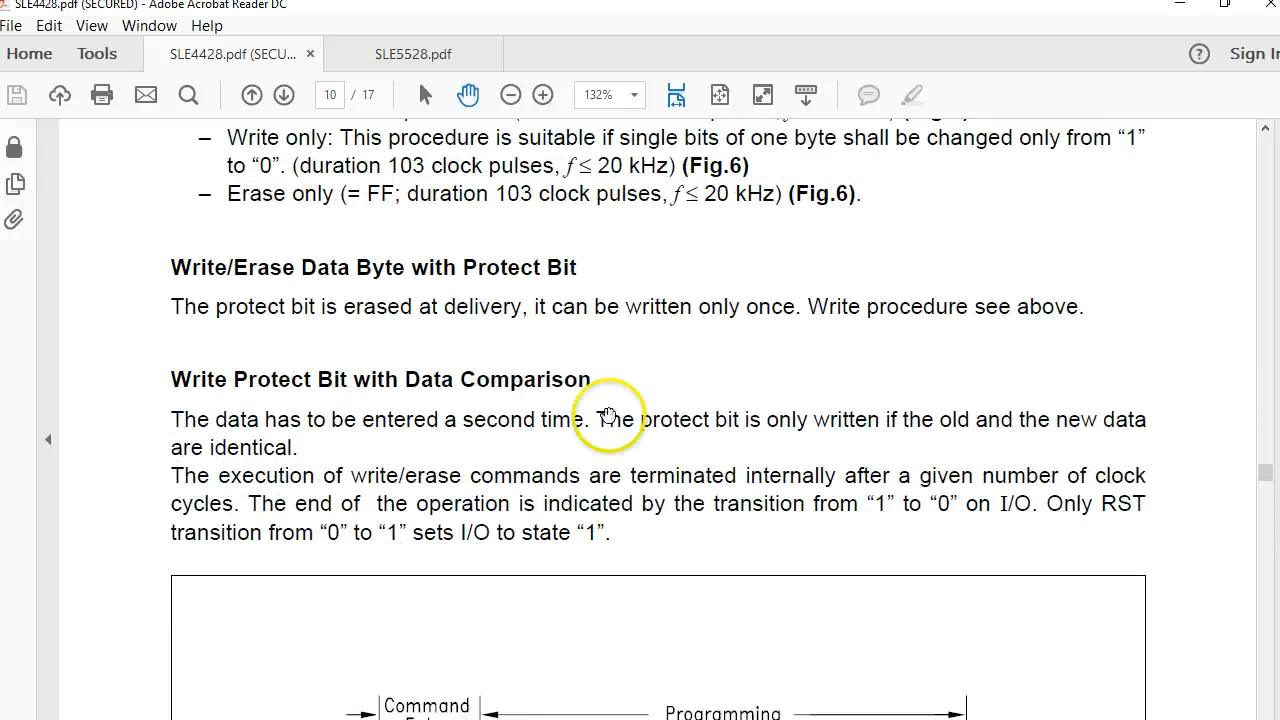 SLE4428.pdf (SECURED) - Adobe Acrobat Reader DC
File Edit View Window Help
Home Tools SLE4428.pdf (SECU... × SLE5528.pdf ? Sign In
10 / 17 132%
– Write only: This procedure is suitable if single bits of one byte shall be changed only from “1”
to “0”. (duration 103 clock pulses, f ≤ 20 kHz) (Fig.6)
– Erase only (= FF; duration 103 clock pulses, f ≤ 20 kHz) (Fig.6).
Write/Erase Data Byte with Protect Bit
The protect bit is erased at delivery, it can be written only once. Write procedure see above.
Write Protect Bit with Data Comparison
The data has to be entered a second time. The protect bit is only written if the old and the new data
are identical.
The execution of write/erase commands are terminated internally after a given number of clock
cycles. The end of the operation is indicated by the transition from “1” to “0” on I/O. Only RST
transition from “0” to “1” sets I/O to state “1”.
Command
Programming